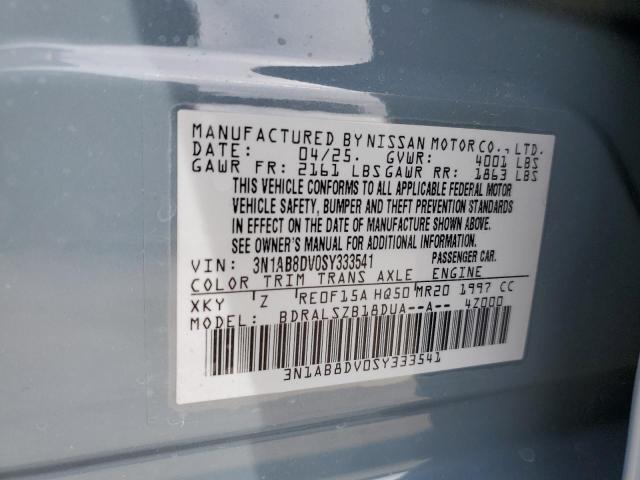 MANUFACTURED BY NISSAN MOTOR CO., LTD.
DATE: 04/25. GVWR: 4001 LBS
GAWR FR: 2161 LBS GAWR RR: 1863 LBS
THIS VEHICLE CONFORMS TO ALL APPLICABLE FEDERAL MOTOR
VEHICLE SAFETY, BUMPER AND THEFT PREVENTION STANDARDS
IN EFFECT ON THE DATE OF MANUFACTURE SHOWN ABOVE.
SEE OWNER'S MANUAL FOR ADDITIONAL INFORMATION.
VIN: 3N1AB8DV0SY333541 PASSENGER CAR.
COLOR TRIM TRANS AXLE ENGINE
XKY Z RE0F15A HQ50 MR20 1997 CC
MODEL: BDRALSZB18DUA--A-- 47000
3N1AB8DV0SY333541